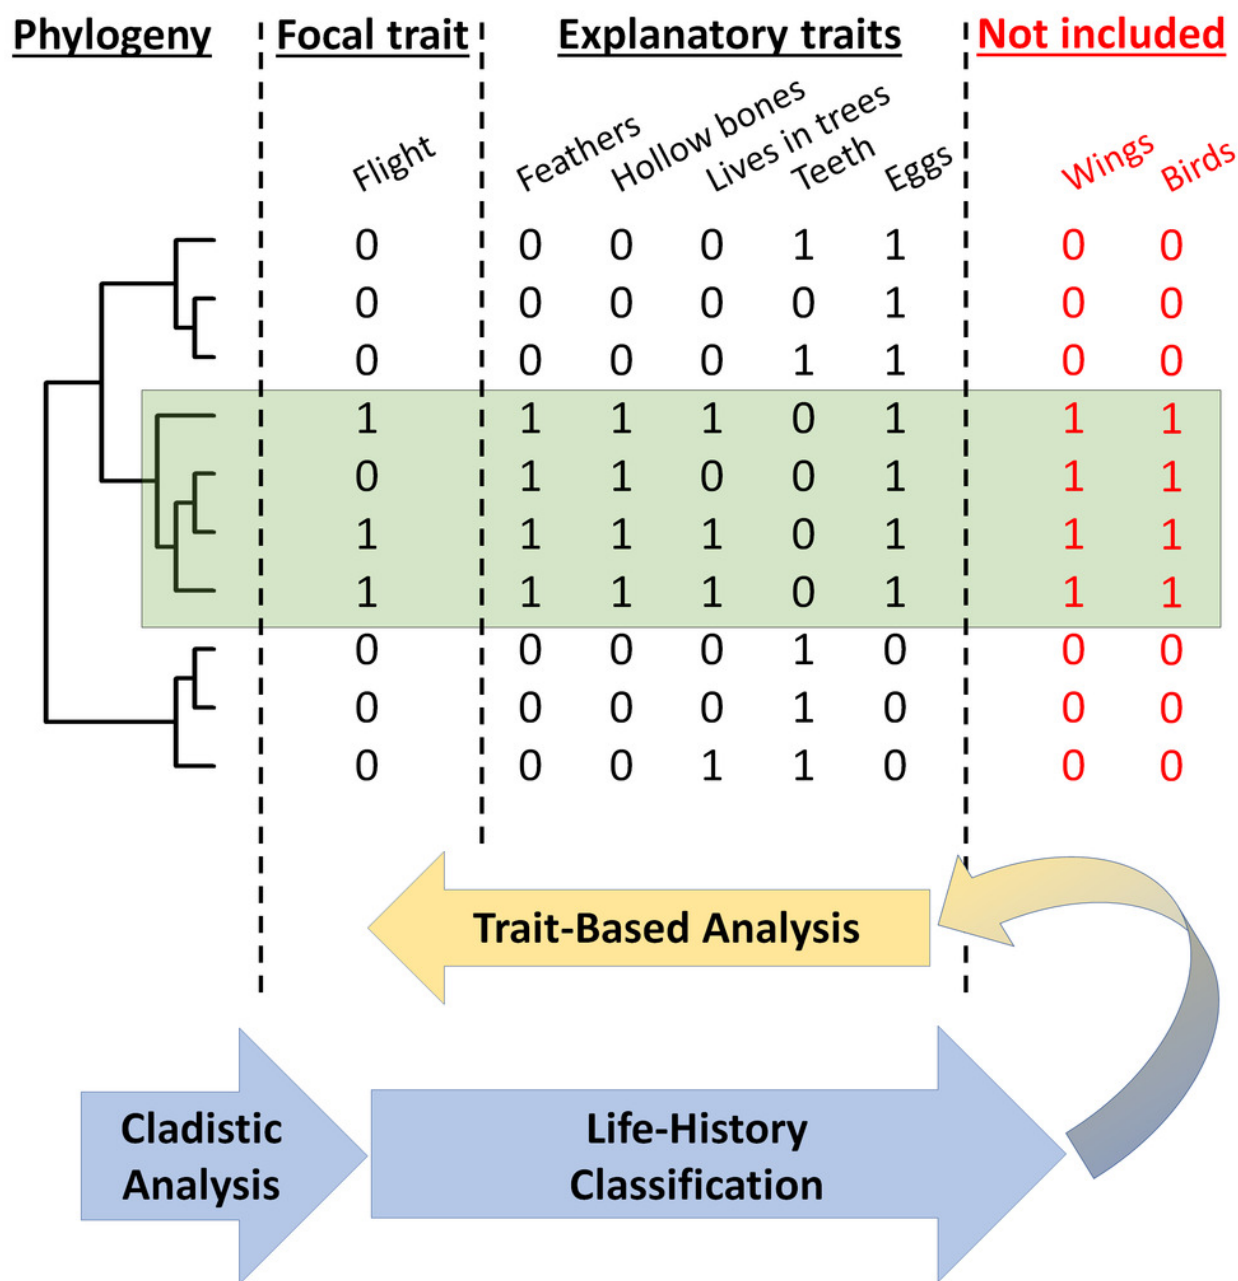 Phylogeny Focal trait Explanatory traits Not included
Flight Feathers Hollow bones Lives in trees Teeth Eggs Wings Birds
0 0 0 0 1 1 0 0
0 0 0 0 0 1 0 0
0 0 0 0 1 1 0 0
1 1 1 1 0 1 1 1
0 1 1 0 0 1 1 1
1 1 1 1 0 1 1 1
1 1 1 1 0 1 1 1
0 0 0 0 1 0 0 0
0 0 0 0 1 0 0 0
0 0 0 1 1 0 0 0
Trait-Based Analysis
Cladistic
Analysis
Life-History
Classification